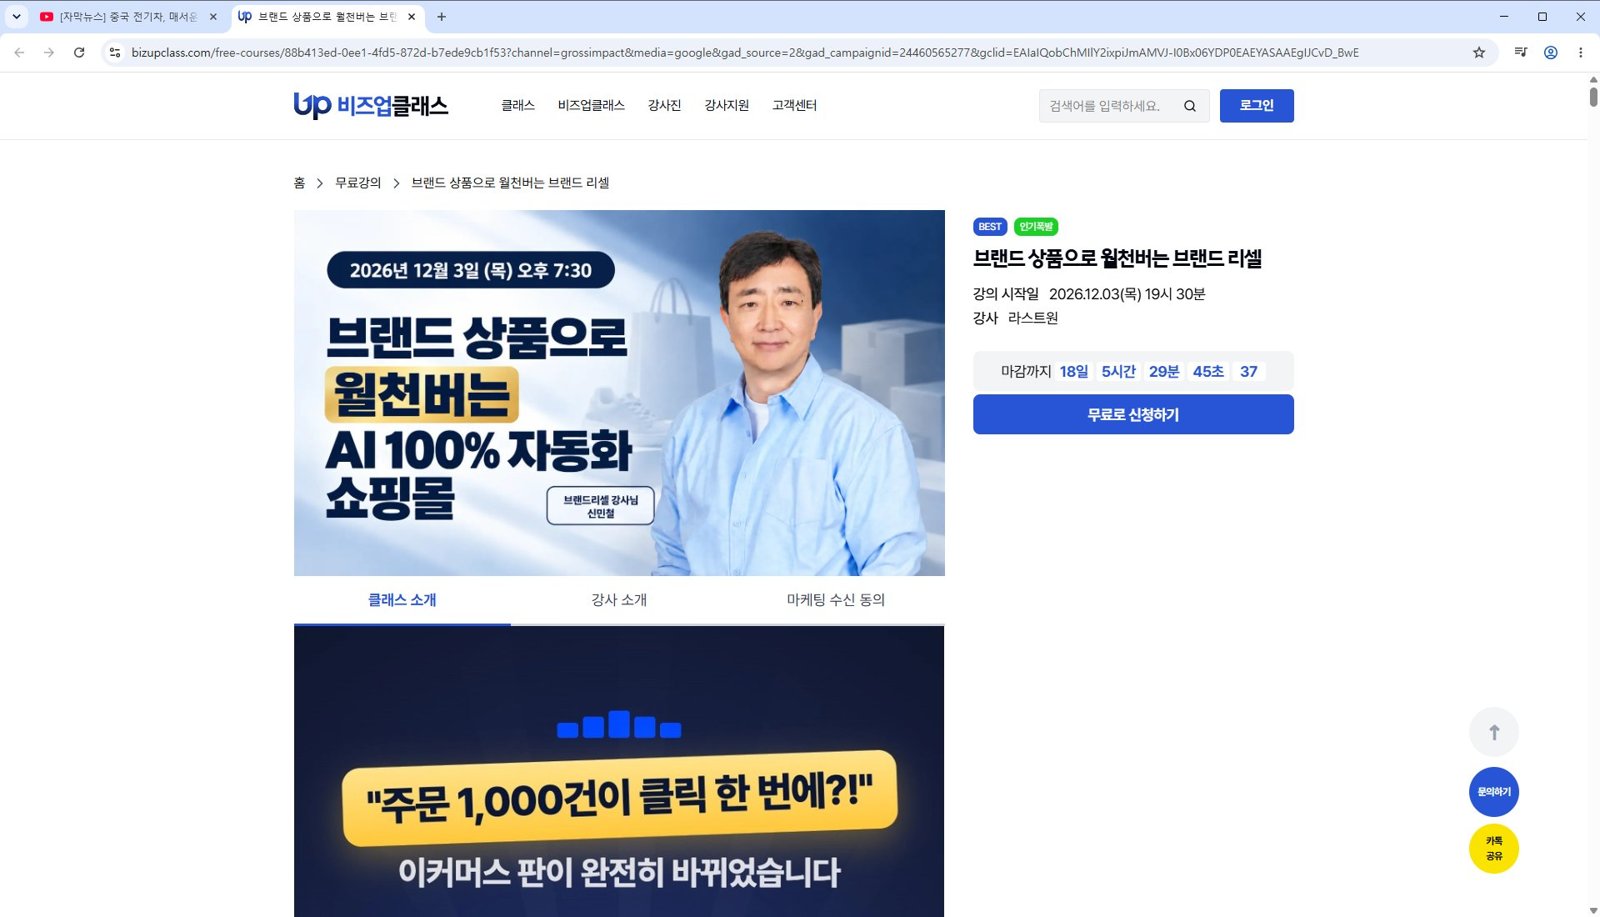 [자막뉴스] 중국 전기차, 매서운
브랜드 상품으로 월천버는 브랜
bizupclass.com/free-courses/88b413ed-0ee1-4fd5-872d-b7ede9cb1f53?channel=grossimpact&media=google&gad_source=2&gad_campaignid=24460565277&gclid=EAIaIQobChMIlY2ixpiJmAMVJ-I0Bx06YDP0EAEYASAAEgIJCvD_BwE
Up 비즈업클래스
클래스 비즈업클래스 강사진 강사지원 고객센터
검색어를 입력하세요.
로그인
홈 > 무료강의 > 브랜드 상품으로 월천버는 브랜드 리셀
2026년 12월 3일 (목) 오후 7:30
브랜드 상품으로
월천버는
AI 100% 자동화
쇼핑몰
브랜드리셀 강사님
신민철
BEST 인기폭발
브랜드 상품으로 월천버는 브랜드 리셀
강의 시작일 2026.12.03(목) 19시 30분
강사 라스트원
마감까지 18일 5시간 29분 45초 37
무료로 신청하기
클래스 소개 강사 소개 마케팅 수신 동의
"주문 1,000건이 클릭 한 번에?!"
이커머스 판이 완전히 바뀌었습니다
문의하기
카톡
공유